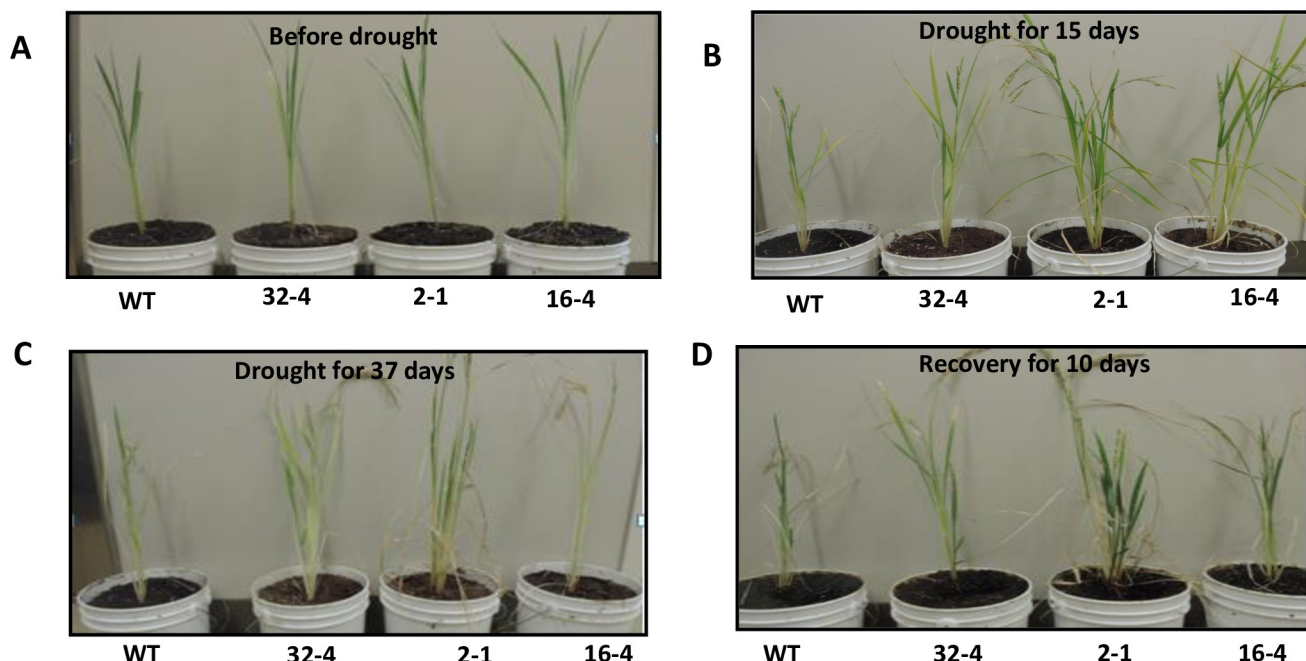 A
Before drought
WT
32-4
2-1
16-4
B
Drought for 15 days
WT
32-4
2-1
16-4
C
Drought for 37 days
WT
32-4
2-1
16-4
D
Recovery for 10 days
WT
32-4
2-1
16-4